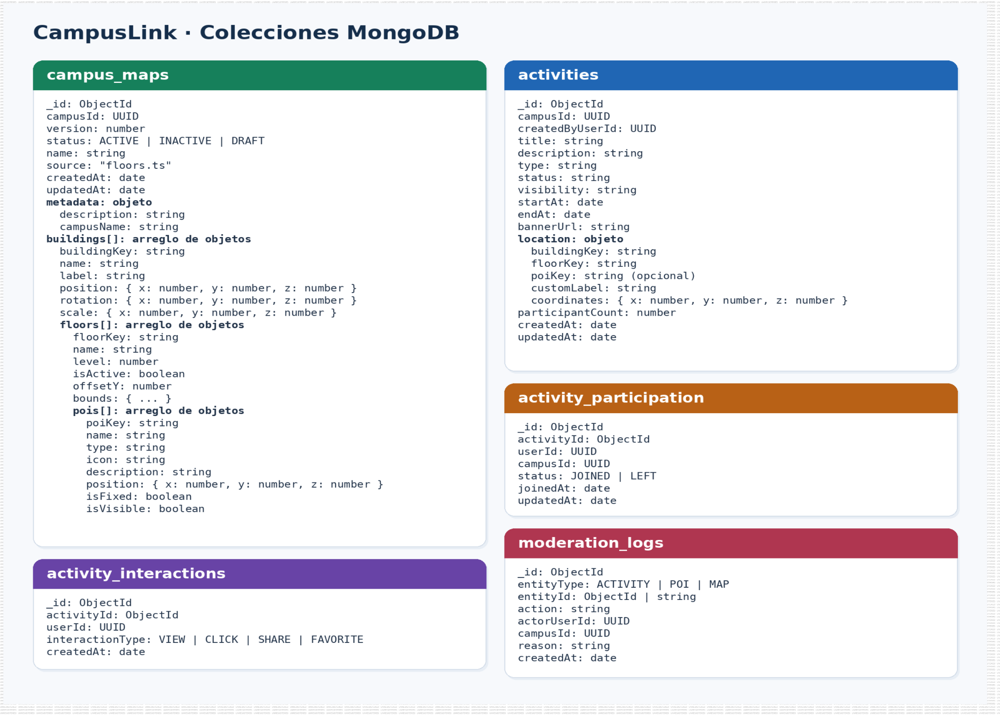 CampusLink · Colecciones MongoDB
campus_maps
_id: ObjectId
campusId: UUID
version: number
status: ACTIVE | INACTIVE | DRAFT
name: string
source: "floors.ts"
createdAt: date
updatedAt: date
metadata: objeto
description: string
campusName: string
buildings[]: arreglo de objetos
buildingKey: string
name: string
label: string
position: { x: number, y: number, z: number }
rotation: { x: number, y: number, z: number }
scale: { x: number, y: number, z: number }
floors[]: arreglo de objetos
floorKey: string
name: string
level: number
isActive: boolean
offsetY: number
bounds: { ... }
pois[]: arreglo de objetos
poiKey: string
name: string
type: string
icon: string
description: string
position: { x: number, y: number, z: number }
isFixed: boolean
isVisible: boolean
activity_interactions
_id: ObjectId
activityId: ObjectId
userId: UUID
interactionType: VIEW | CLICK | SHARE | FAVORITE
createdAt: date
activities
_id: ObjectId
campusId: UUID
createdByUserId: UUID
title: string
description: string
type: string
status: string
visibility: string
startAt: date
endAt: date
bannerUrl: string
location: objeto
buildingKey: string
floorKey: string
poiKey: string (opcional)
customLabel: string
coordinates: { x: number, y: number, z: number }
participantCount: number
createdAt: date
updatedAt: date
activity_participation
_id: ObjectId
activityId: ObjectId
userId: UUID
campusId: UUID
status: JOINED | LEFT
joinedAt: date
updatedAt: date
moderation_logs
_id: ObjectId
entityType: ACTIVITY | POI | MAP
entityId: ObjectId | string
action: string
actorUserId: UUID
campusId: UUID
reason: string
createdAt: date